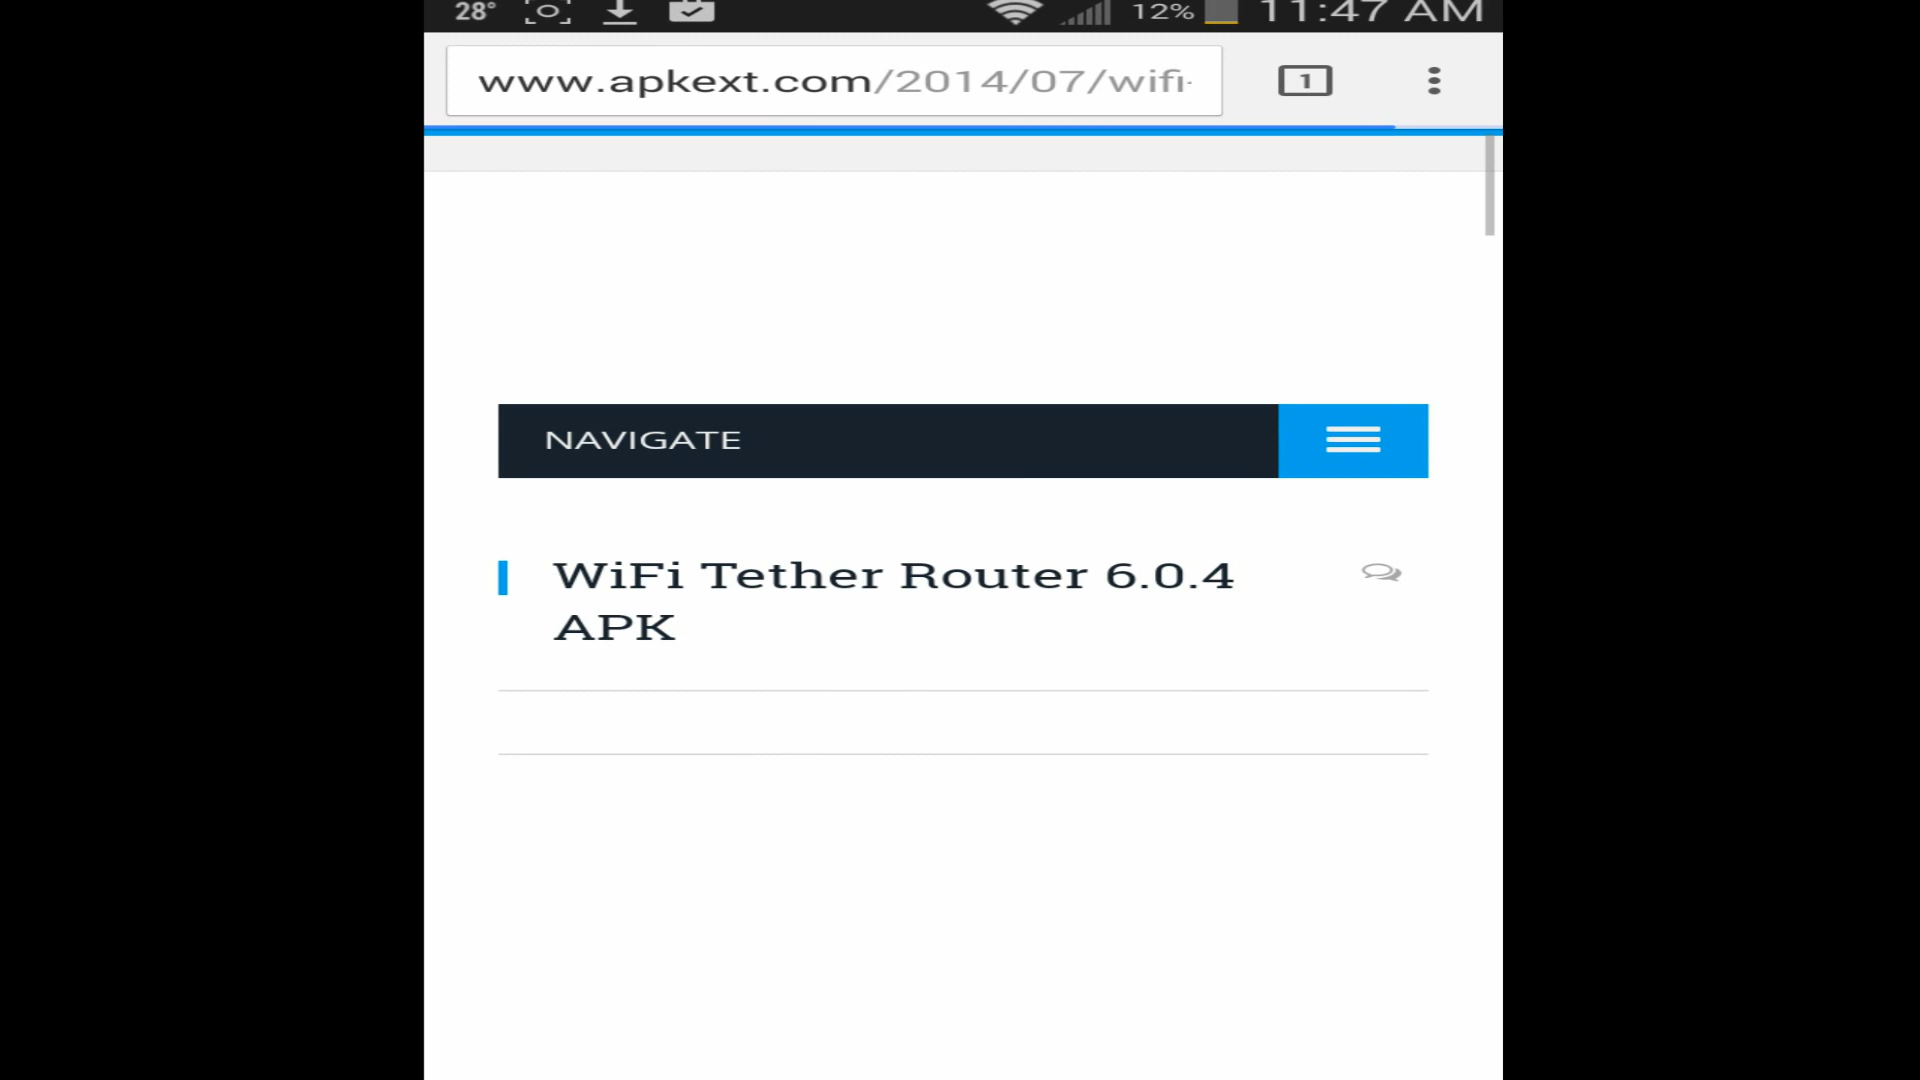 28° 12% 11:47 AM
www.apkext.com/2014/07/wifi-
1
NAVIGATE
WiFi Tether Router 6.0.4
APK